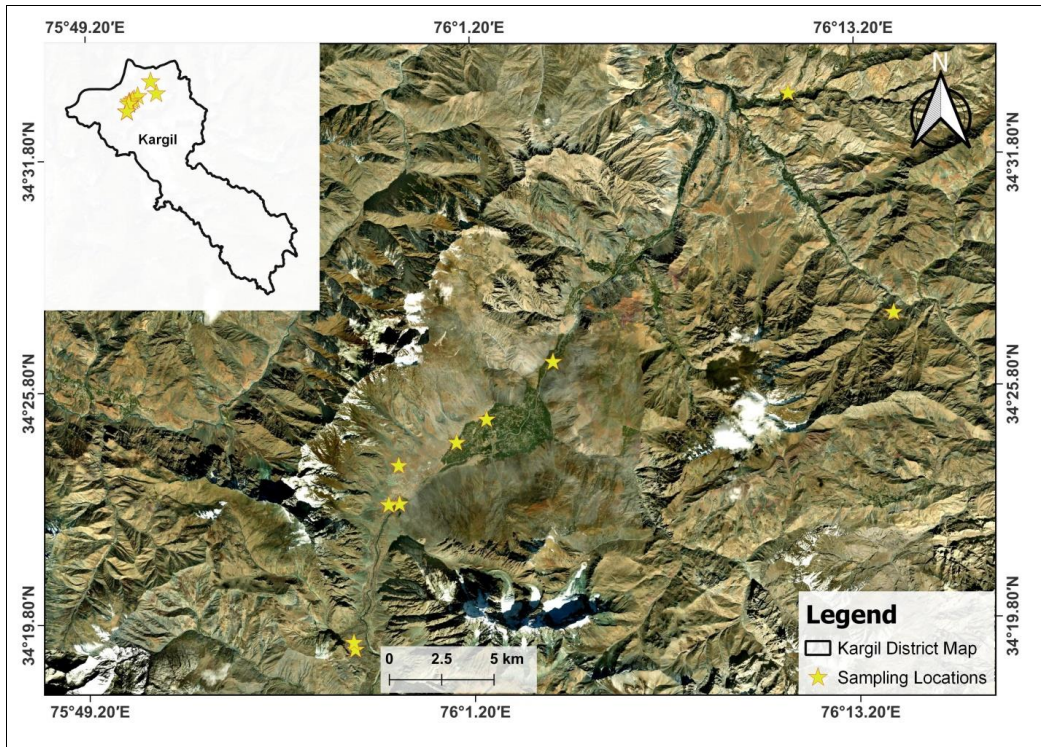 75°49.20′E 76°1.20′E 76°13.20′E
N
Kargil
34°31.80′N 34°31.80′N
34°25.80′N 34°25.80′N
34°19.80′N 34°19.80′N
Legend
Kargil District Map
Sampling Locations
0 2.5 5 km
75°49.20′E 76°1.20′E 76°13.20′E